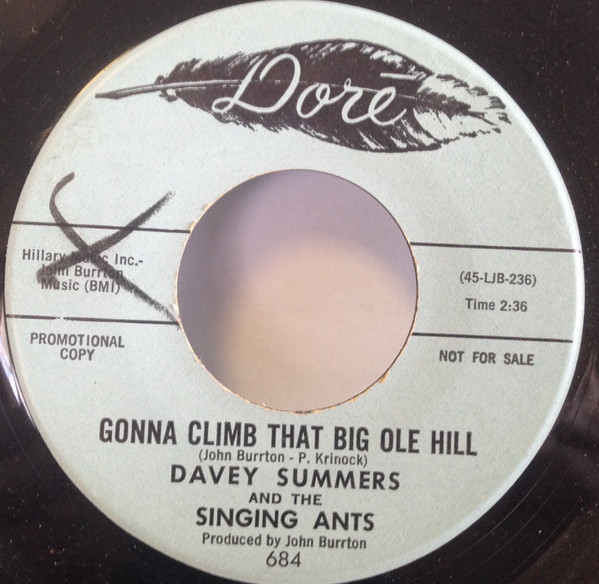 Doré
Hillary Music Inc.-
John Burrton
Music (BMI)
PROMOTIONAL
COPY
(45-LJB-236)
Time 2:36
NOT FOR SALE
GONNA CLIMB THAT BIG OLE HILL
(John Burrton - P. Krinock)
DAVEY SUMMERS
AND THE
SINGING ANTS
Produced by John Burrton
684